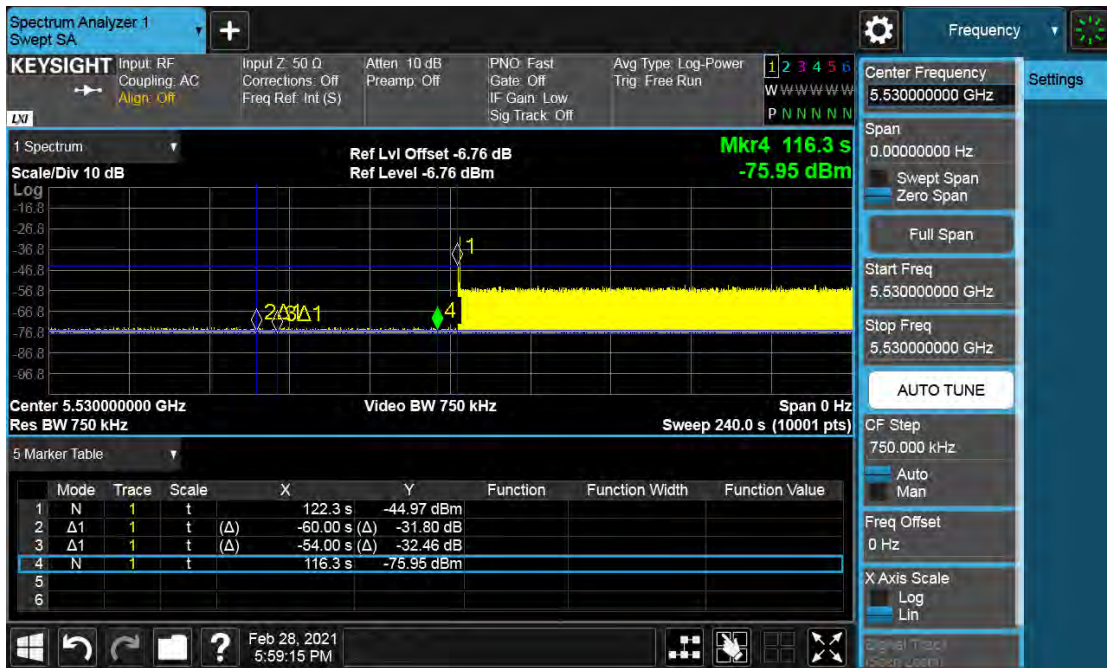 Spectrum Analyzer 1
Swept SA
+
Frequency
KEYSIGHT
LXI
Input: RF
Coupling: AC
Align: Off
Input Z: 50 Ω
Corrections: Off
Freq Ref: Int (S)
Atten: 10 dB
Preamp: Off
PNO: Fast
Gate: Off
IF Gain: Low
Sig Track: Off
Avg Type: Log-Power
Trig: Free Run
1 2 3 4 5 6
W W W W W W
P N N N N N
1 Spectrum
Scale/Div 10 dB
Log
Ref Lvl Offset -6.76 dB
Ref Level -6.76 dBm
Mkr4 116.3 s
-75.95 dBm
-16.8
-26.8
-36.8
-46.8
-56.8
-66.8
-76.8
-86.8
-96.8
1
2Δ1
3Δ1
4
Center 5.530000000 GHz
Video BW 750 kHz
Span 0 Hz
Res BW 750 kHz
Sweep 240.0 s (10001 pts)
5 Marker Table
Mode Trace Scale X Y Function Function Width Function Value
1 N 1 t 122.3 s -44.97 dBm
2 Δ1 1 t (Δ) -60.00 s (Δ) -31.80 dB
3 Δ1 1 t (Δ) -54.00 s (Δ) -32.46 dB
4 N 1 t 116.3 s -75.95 dBm
5
6
Center Frequency
5.530000000 GHz
Settings
Span
0.00000000 Hz
Swept Span
Zero Span
Full Span
Start Freq
5.530000000 GHz
Stop Freq
5.530000000 GHz
AUTO TUNE
CF Step
750.000 kHz
Auto
Man
Freq Offset
0 Hz
X Axis Scale
Log
Lin
Signal Track
(Span Zoom)
?
Feb 28, 2021
5:59:15 PM